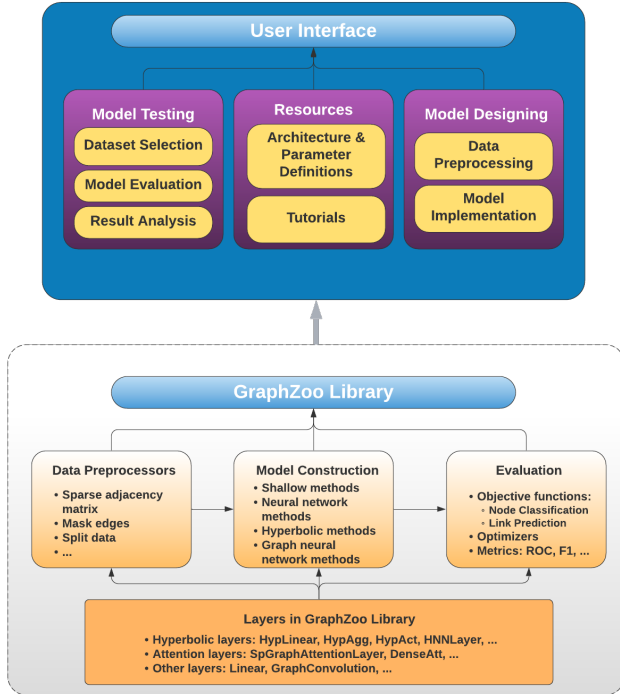 User Interface
Model Testing
Dataset Selection
Model Evaluation
Result Analysis
Resources
Architecture &
Parameter
Definitions
Tutorials
Model Designing
Data
Preprocessing
Model
Implementation
GraphZoo Library
Data Preprocessors
• Sparse adjacency
matrix
• Mask edges
• Split data
• ...
Model Construction
• Shallow methods
• Neural network
methods
• Hyperbolic methods
• Graph neural
network methods
Evaluation
• Objective functions:
◦ Node Classification
◦ Link Prediction
• Optimizers
• Metrics: ROC, F1, ...
Layers in GraphZoo Library
• Hyperbolic layers: HypLinear, HypAgg, HypAct, HNNLayer, ...
• Attention layers: SpGraphAttentionLayer, DenseAtt, ...
• Other layers: Linear, GraphConvolution, ...